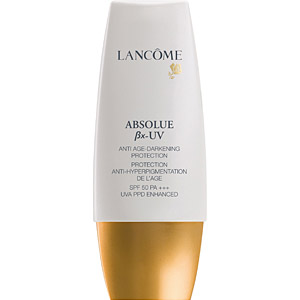 LANCÔME
ABSOLUE
βx-UV
ANTI AGE-DARKENING
PROTECTION
PROTECTION
ANTI-HYPERPIGMENTATION
DE L'AGE
SPF 50 PA +++
UVA PPD ENHANCED